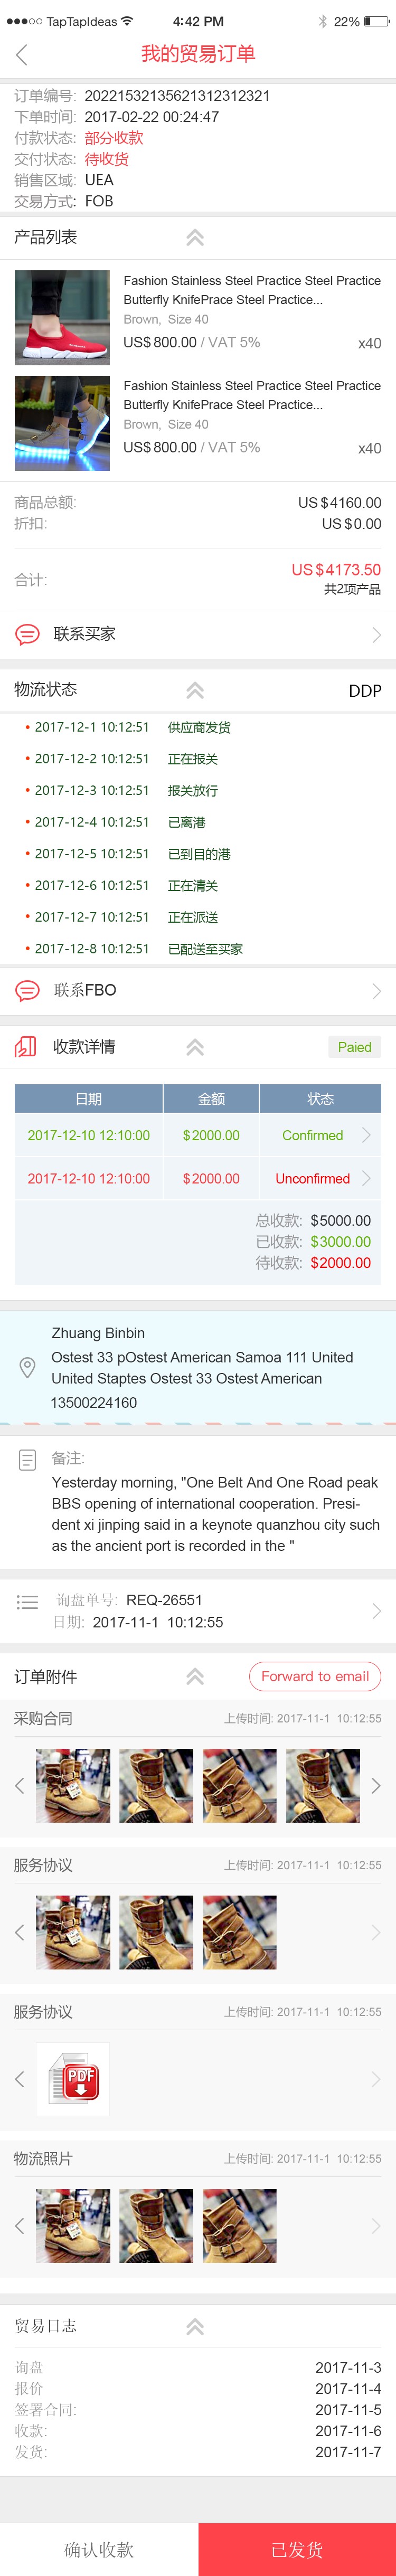 TapTapIdeas 4:42 PM 22%
我的贸易订单
订单编号: 20221532135621312312321
下单时间: 2017-02-22 00:24:47
付款状态: 部分收款
交付状态: 待收货
销售区域: UEA
交易方式: FOB
产品列表
Fashion Stainless Steel Practice Steel Practice
Butterfly KnifePrace Steel Practice...
Brown, Size 40
US$ 800.00 / VAT 5% x40
Fashion Stainless Steel Practice Steel Practice
Butterfly KnifePrace Steel Practice...
Brown, Size 40
US$ 800.00 / VAT 5% x40
商品总额: US $4160.00
折扣: US $0.00
合计: US $4173.50
共2项产品
联系买家
物流状态 DDP
2017-12-1 10:12:51 供应商发货
2017-12-2 10:12:51 正在报关
2017-12-3 10:12:51 报关放行
2017-12-4 10:12:51 已离港
2017-12-5 10:12:51 已到目的港
2017-12-6 10:12:51 正在清关
2017-12-7 10:12:51 正在派送
2017-12-8 10:12:51 已配送至买家
联系FBO
收款详情 Paied
日期 金额 状态
2017-12-10 12:10:00 $2000.00 Confirmed
2017-12-10 12:10:00 $2000.00 Unconfirmed
总收款: $5000.00
已收款: $3000.00
待收款: $2000.00
Zhuang Binbin
Ostest 33 pOstest American Samoa 111 United
United Staptes Ostest 33 Ostest American
13500224160
备注:
Yesterday morning, "One Belt And One Road peak
BBS opening of international cooperation. Presi-
dent xi jinping said in a keynote quanzhou city such
as the ancient port is recorded in the "
询盘单号: REQ-26551
日期: 2017-11-1 10:12:55
订单附件 Forward to email
采购合同 上传时间: 2017-11-1 10:12:55
服务协议 上传时间: 2017-11-1 10:12:55
服务协议 上传时间: 2017-11-1 10:12:55
PDF
物流照片 上传时间: 2017-11-1 10:12:55
贸易日志
询盘 2017-11-3
报价 2017-11-4
签署合同: 2017-11-5
收款: 2017-11-6
发货: 2017-11-7
确认收款 已发货